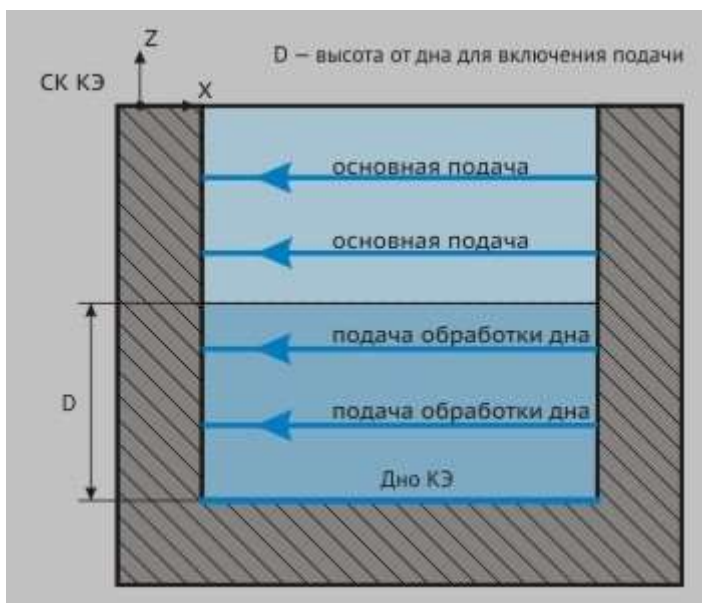 Z
D – высота от дна для включения подачи
СК КЭ
X
основная подача
основная подача
подача обработки дна
D
подача обработки дна
Дно КЭ